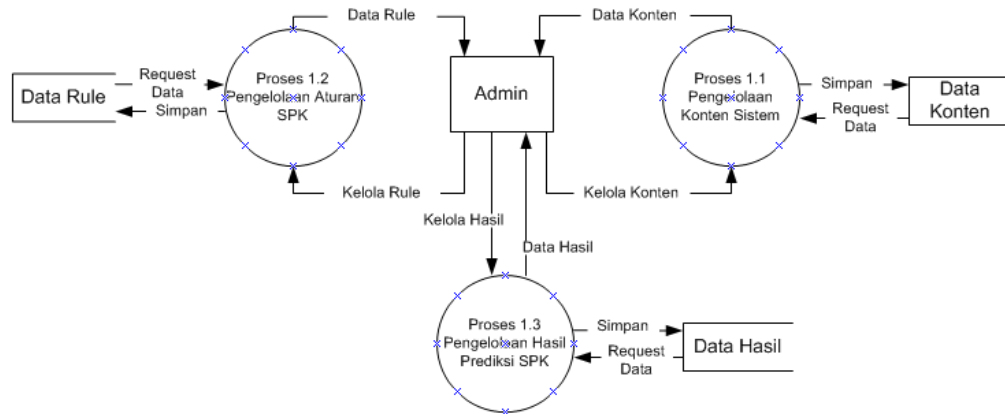 Data Rule
Data Konten
Proses 1.2
Pengelolaan Aturan
SPK
Request
Data
Simpan
Data Rule
Admin
Proses 1.1
Pengelolaan
Konten Sistem
Simpan
Request
Data
Data
Konten
Kelola Rule
Kelola Konten
Kelola Hasil
Data Hasil
Proses 1.3
Pengelolaan Hasil
Prediksi SPK
Simpan
Request
Data
Data Hasil